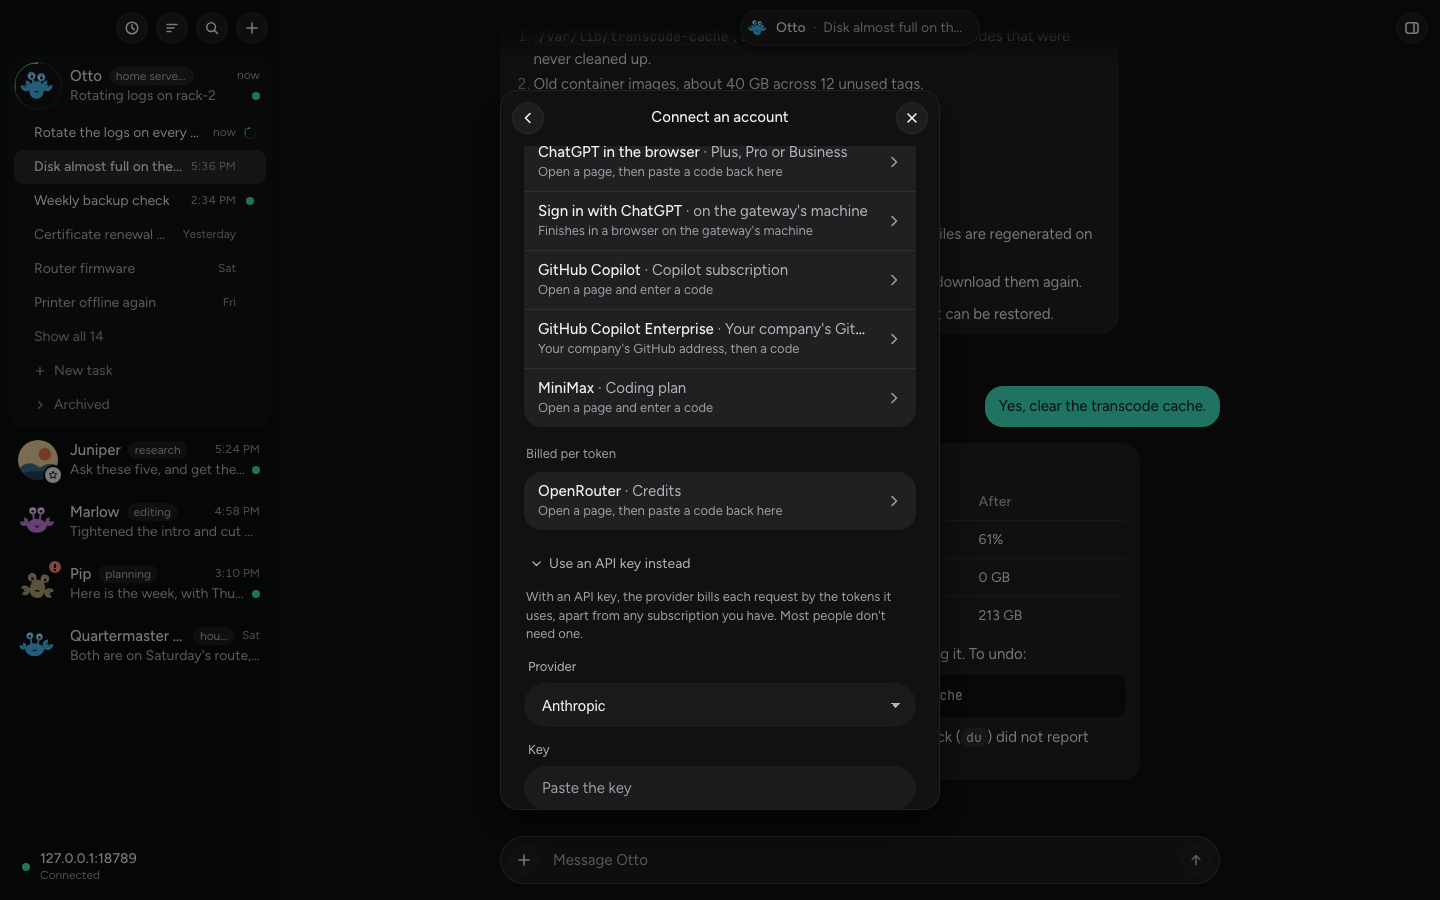 Otto · Disk almost full on th...
Otto home serve... now
Rotating logs on rack-2
Rotate the logs on every ... now
Disk almost full on the... 5:36 PM
Weekly backup check 2:34 PM
Certificate renewal ... Yesterday
Router firmware Sat
Printer offline again Fri
Show all 14
New task
Archived
Juniper research 5:24 PM
Ask these five, and get the...
Marlow editing 4:58 PM
Tightened the intro and cut ...
Pip planning 3:10 PM
Here is the week, with Thu...
Quartermaster ... hou... Sat
Both are on Saturday's route,...
127.0.0.1:18789
Connected
1. /var/lib/transcode-cache, des that were
never cleaned up.
2. Old container images, about 40 GB across 12 unused tags.
Connect an account
ChatGPT in the browser · Plus, Pro or Business
Open a page, then paste a code back here
Sign in with ChatGPT · on the gateway's machine
Finishes in a browser on the gateway's machine
GitHub Copilot · Copilot subscription
Open a page and enter a code
GitHub Copilot Enterprise · Your company's Git...
Your company's GitHub address, then a code
MiniMax · Coding plan
Open a page and enter a code
Billed per token
OpenRouter · Credits
Open a page, then paste a code back here
Use an API key instead
With an API key, the provider bills each request by the tokens it
uses, apart from any subscription you have. Most people don't
need one.
Provider
Anthropic
Key
Paste the key
iles are regenerated on
download them again.
can be restored.
Yes, clear the transcode cache.
After
61%
0 GB
213 GB
g it. To undo:
che
ck (du) did not report
Message Otto